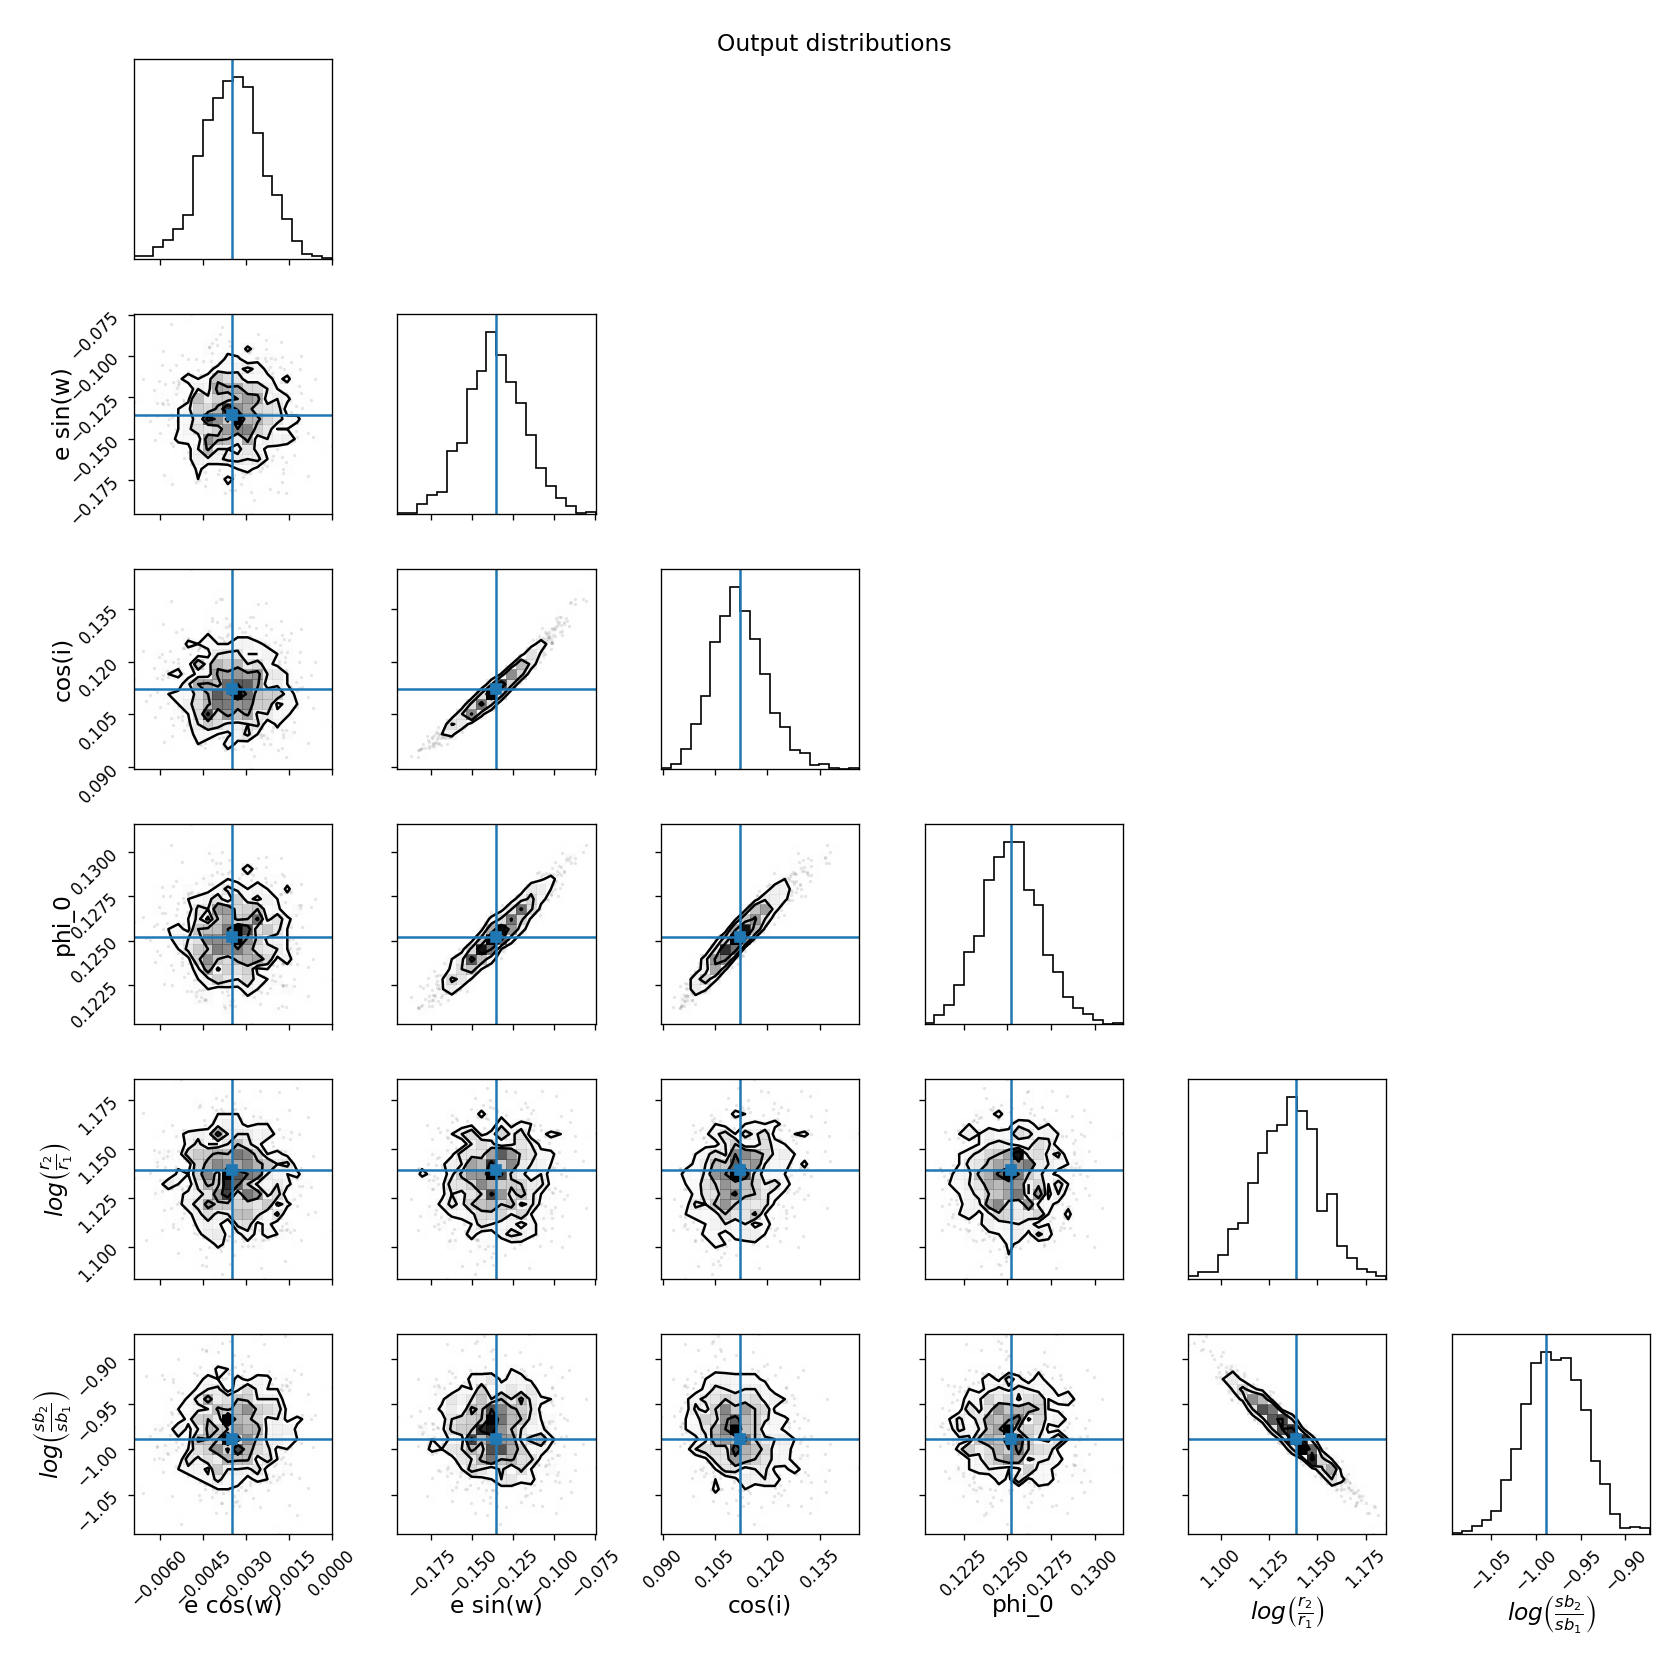 Output distributions
−0.075
−0.100
−0.125
−0.150
−0.175
e sin(w)
0.135
0.120
0.105
0.090
cos(i)
0.1300
0.1275
0.1250
0.1225
phi_0
1.175
1.150
1.125
1.100
log(r₂/r₁)
−0.90
−0.95
−1.00
−1.05
log(sb₂/sb₁)
−0.0060 −0.0045 −0.0030 −0.0015 0.0000
−0.175 −0.150 −0.125 −0.100 −0.075
0.090 0.105 0.120 0.135
0.1225 0.1250 0.1275 0.1300
1.100 1.125 1.150 1.175
−1.05 −1.00 −0.95 −0.90
e cos(w) e sin(w) cos(i) phi_0 log(r₂/r₁) log(sb₂/sb₁)